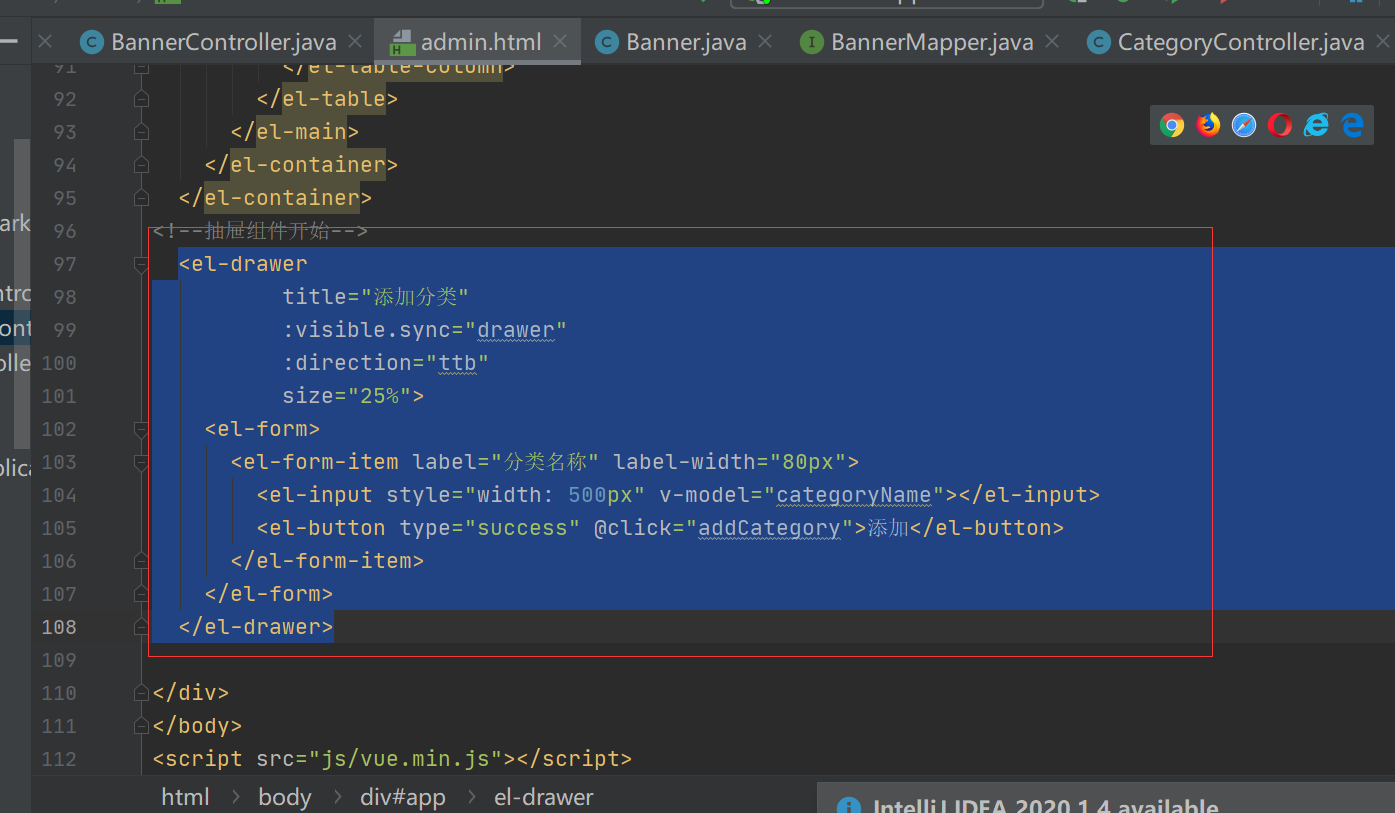 BannerController.java admin.html Banner.java BannerMapper.java CategoryController.java
91 </el-table-column>
92 </el-table>
93 </el-main>
94 </el-container>
95 </el-container>
96 <!--抽屉组件开始-->
97 <el-drawer
98 title="添加分类"
99 :visible.sync="drawer"
100 :direction="ttb"
101 size="25%">
102 <el-form>
103 <el-form-item label="分类名称" label-width="80px">
104 <el-input style="width: 500px" v-model="categoryName"></el-input>
105 <el-button type="success" @click="addCategory">添加</el-button>
106 </el-form-item>
107 </el-form>
108 </el-drawer>
109
110 </div>
111 </body>
112 <script src="js/vue.min.js"></script>
html body div#app el-drawer
IntelliJ IDEA 2020.1.4 available